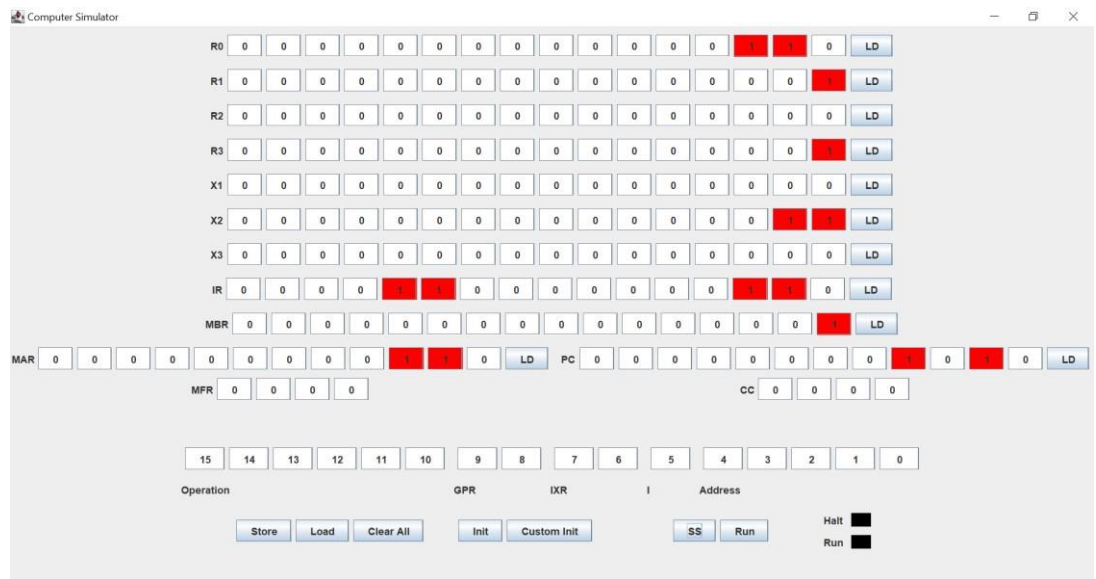 Computer Simulator
R0 0 0 0 0 0 0 0 0 0 0 0 0 0 1 1 0 LD
R1 0 0 0 0 0 0 0 0 0 0 0 0 0 0 0 1 LD
R2 0 0 0 0 0 0 0 0 0 0 0 0 0 0 0 0 LD
R3 0 0 0 0 0 0 0 0 0 0 0 0 0 0 0 1 LD
X1 0 0 0 0 0 0 0 0 0 0 0 0 0 0 0 0 LD
X2 0 0 0 0 0 0 0 0 0 0 0 0 0 0 1 1 LD
X3 0 0 0 0 0 0 0 0 0 0 0 0 0 0 0 0 LD
IR 0 0 0 0 1 1 0 0 0 0 0 0 0 1 1 0 LD
MBR 0 0 0 0 0 0 0 0 0 0 0 0 0 0 0 1 LD
MAR 0 0 0 0 0 0 0 0 0 1 1 0 LD PC 0 0 0 0 0 0 0 0 1 0 1 0 LD
MFR 0 0 0 0 CC 0 0 0 0
15 14 13 12 11 10 9 8 7 6 5 4 3 2 1 0
Operation GPR IXR I Address
Store Load Clear All Init Custom Init SS Run Halt
Run